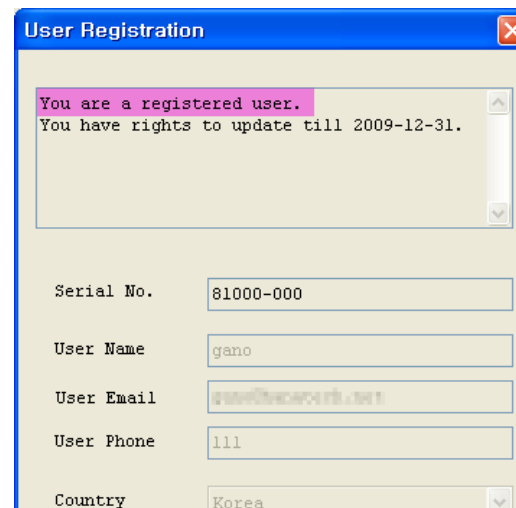 User Registration
You are a registered user.
You have rights to update till 2009-12-31.
Serial No.
81000-000
User Name
gano
User Email
User Phone
111
Country
Korea